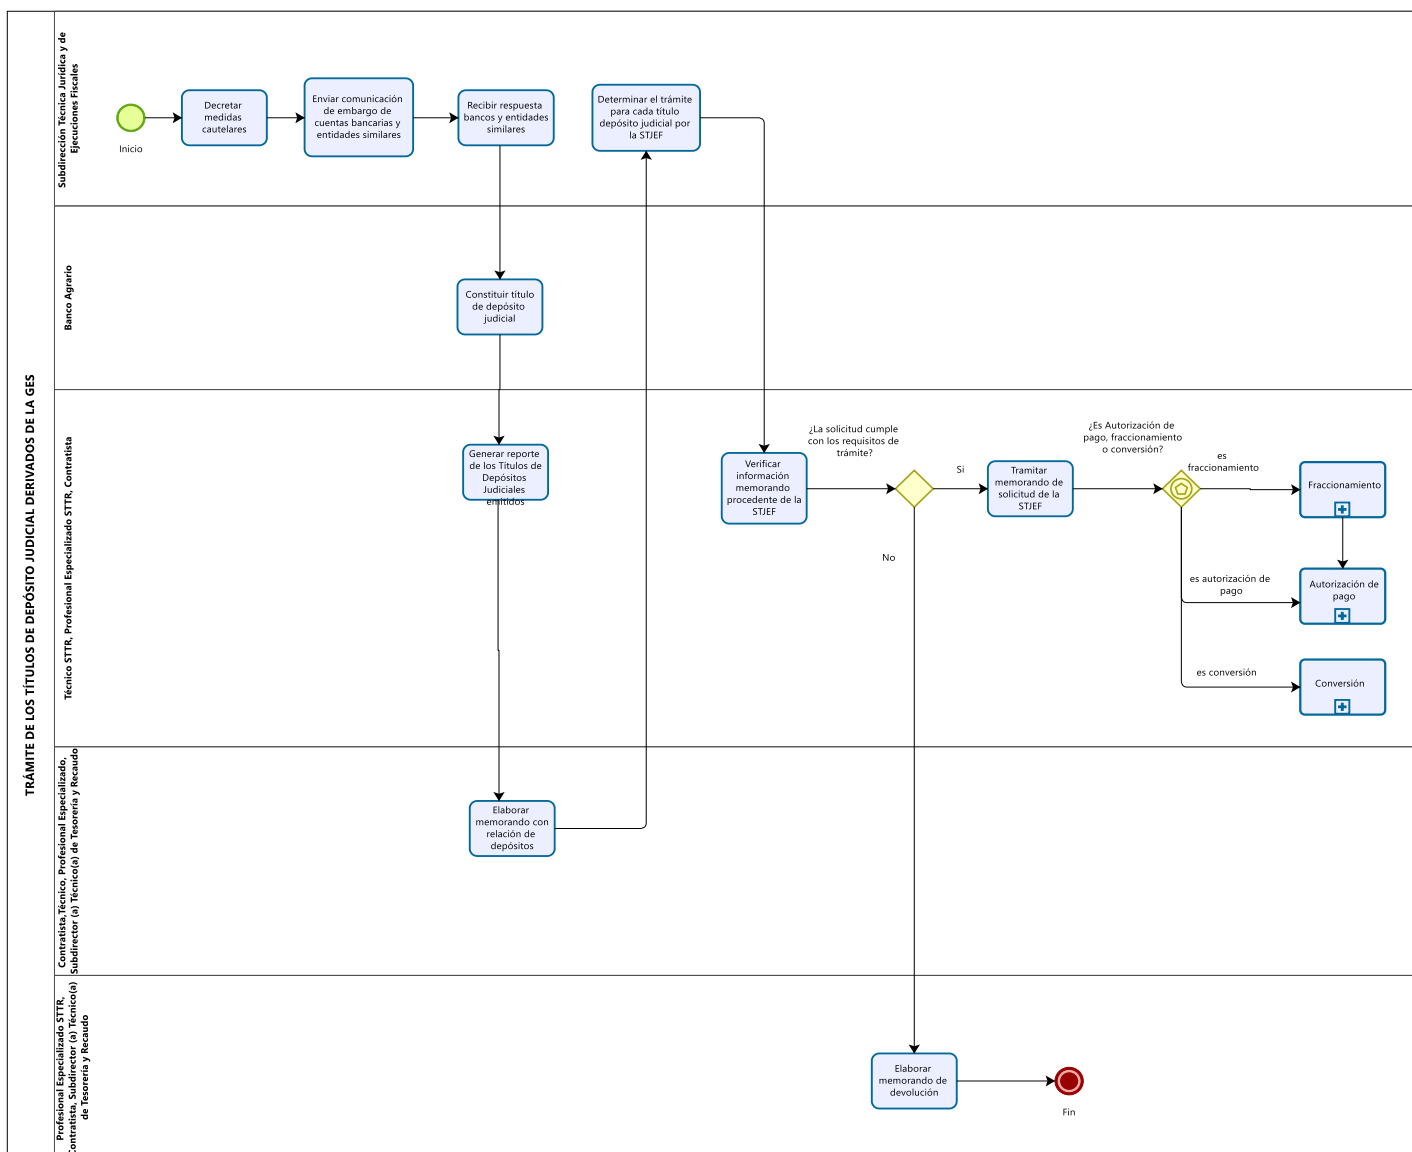 TRÁMITE DE LOS TÍTULOS DE DEPÓSITO JUDICIAL DERIVADOS DE LA GES
Subdirección Técnica Jurídica y de
Ejecuciones Fiscales
Inicio
Decretar
medidas
cautelares
Enviar comunicación
de embargo de
cuentas bancarias y
entidades similares
Recibir respuesta
bancos y entidades
similares
Determinar el trámite
para cada título
depósito judicial por
la STJEF
Banco Agrario
Constituir título
de depósito
judicial
Técnico STTR, Profesional Especializado STTR, Contratista
Generar reporte
de los Títulos de
Depósitos
Judiciales
emitidos
Verificar
información
memorando
procedente de la
STJEF
¿La solicitud cumple
con los requisitos de
trámite?
Si
No
Tramitar
memorando de
solicitud de la
STJEF
¿Es Autorización de
pago, fraccionamiento
o conversión?
es
fraccionamiento
Fraccionamiento
es autorización de
pago
Autorización de
pago
es conversión
Conversión
Contratista,Técnico, Profesional Especializado,
Subdirector (a) Técnico(a) de Tesorería y Recaudo
Elaborar
memorando con
relación de
depósitos
Profesional Especializado STTR,
Contratista, Subdirector (a) Técnico(a)
de Tesorería y Recaudo
Elaborar
memorando de
devolución
Fin